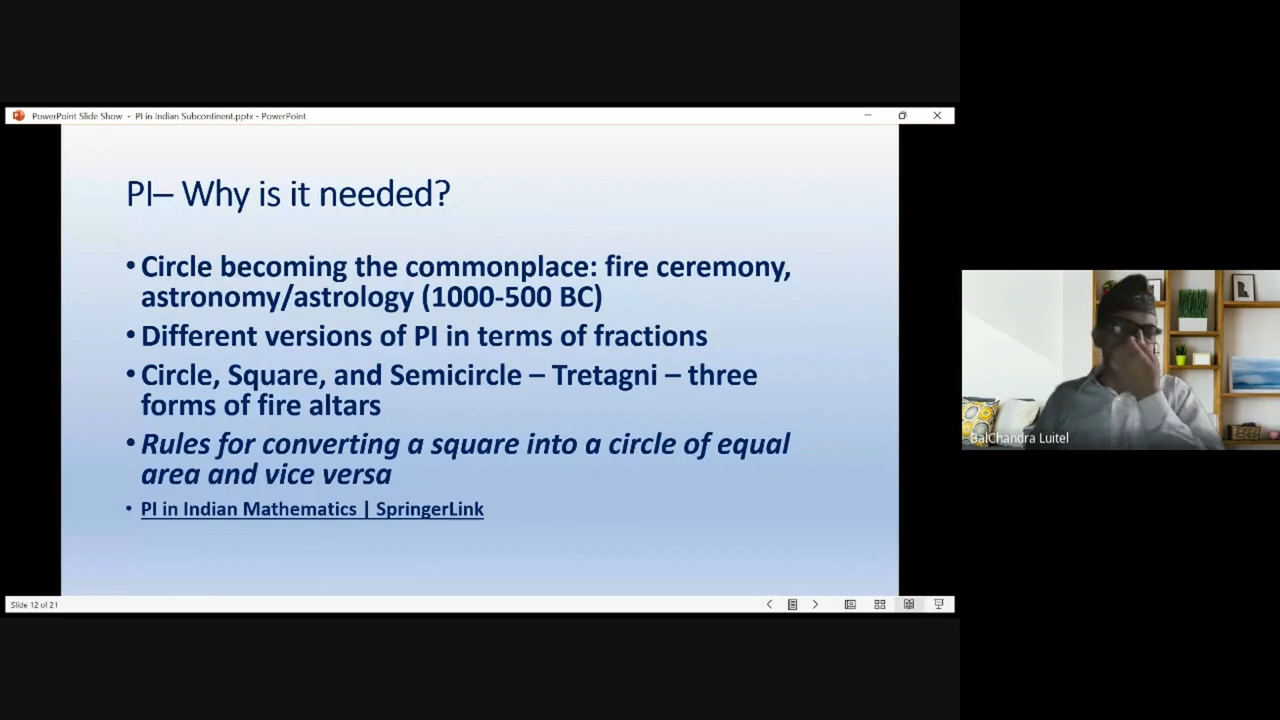 PowerPoint Slide Show - PI in Indian Subcontinent.pptx - PowerPoint
PI– Why is it needed?
• Circle becoming the commonplace: fire ceremony,
astronomy/astrology (1000-500 BC)
• Different versions of PI in terms of fractions
• Circle, Square, and Semicircle – Tretagni – three
forms of fire altars
• Rules for converting a square into a circle of equal
area and vice versa
• PI in Indian Mathematics | SpringerLink
Slide 12 of 21
BalChandra Luitel